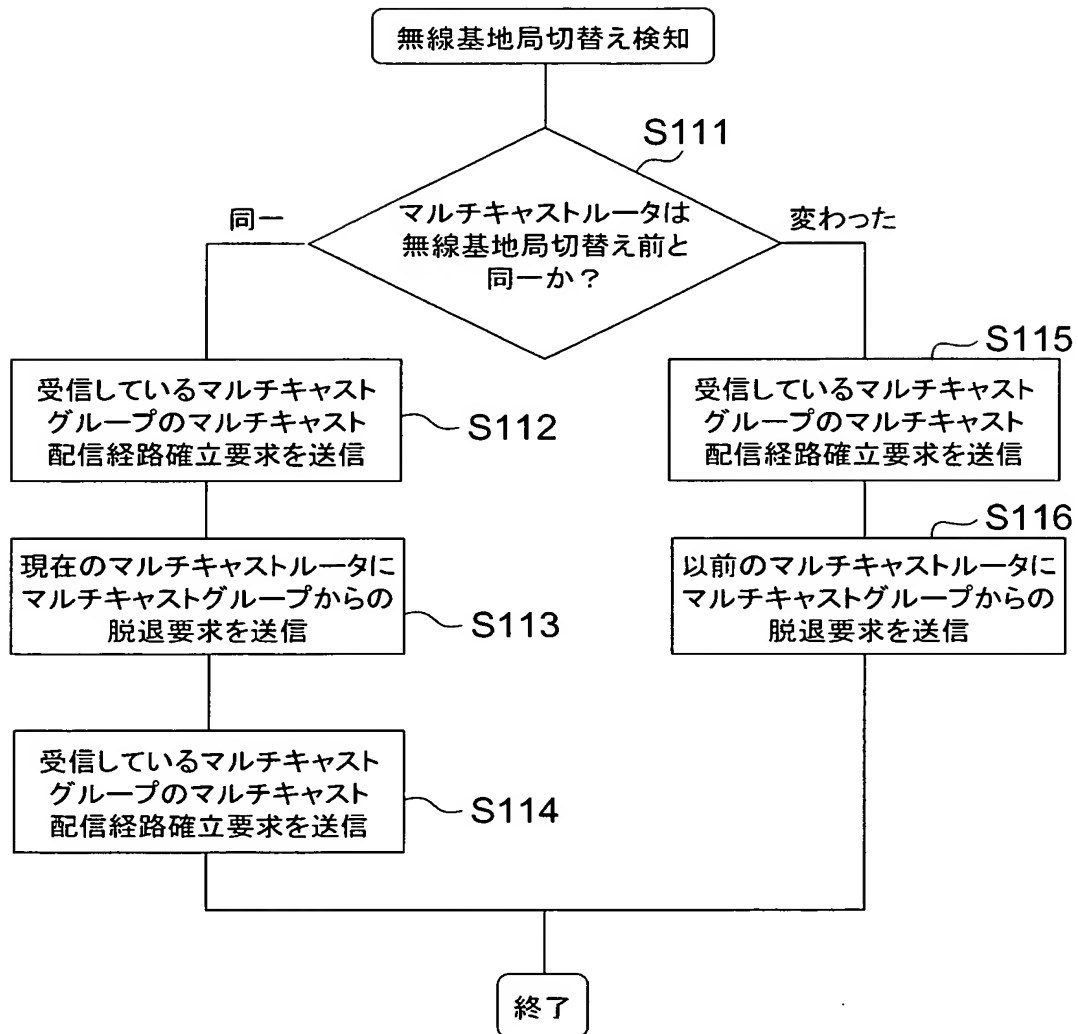 無線基地局切替え検知
S111
マルチキャストルータは
無線基地局切替え前と
同一か？
同一
変わった
受信しているマルチキャスト
グループのマルチキャスト
配信経路確立要求を送信
S112
現在のマルチキャストルータに
マルチキャストグループからの
脱退要求を送信
S113
受信しているマルチキャスト
グループのマルチキャスト
配信経路確立要求を送信
S114
S115
受信しているマルチキャスト
グループのマルチキャスト
配信経路確立要求を送信
S116
以前のマルチキャストルータに
マルチキャストグループからの
脱退要求を送信
終了